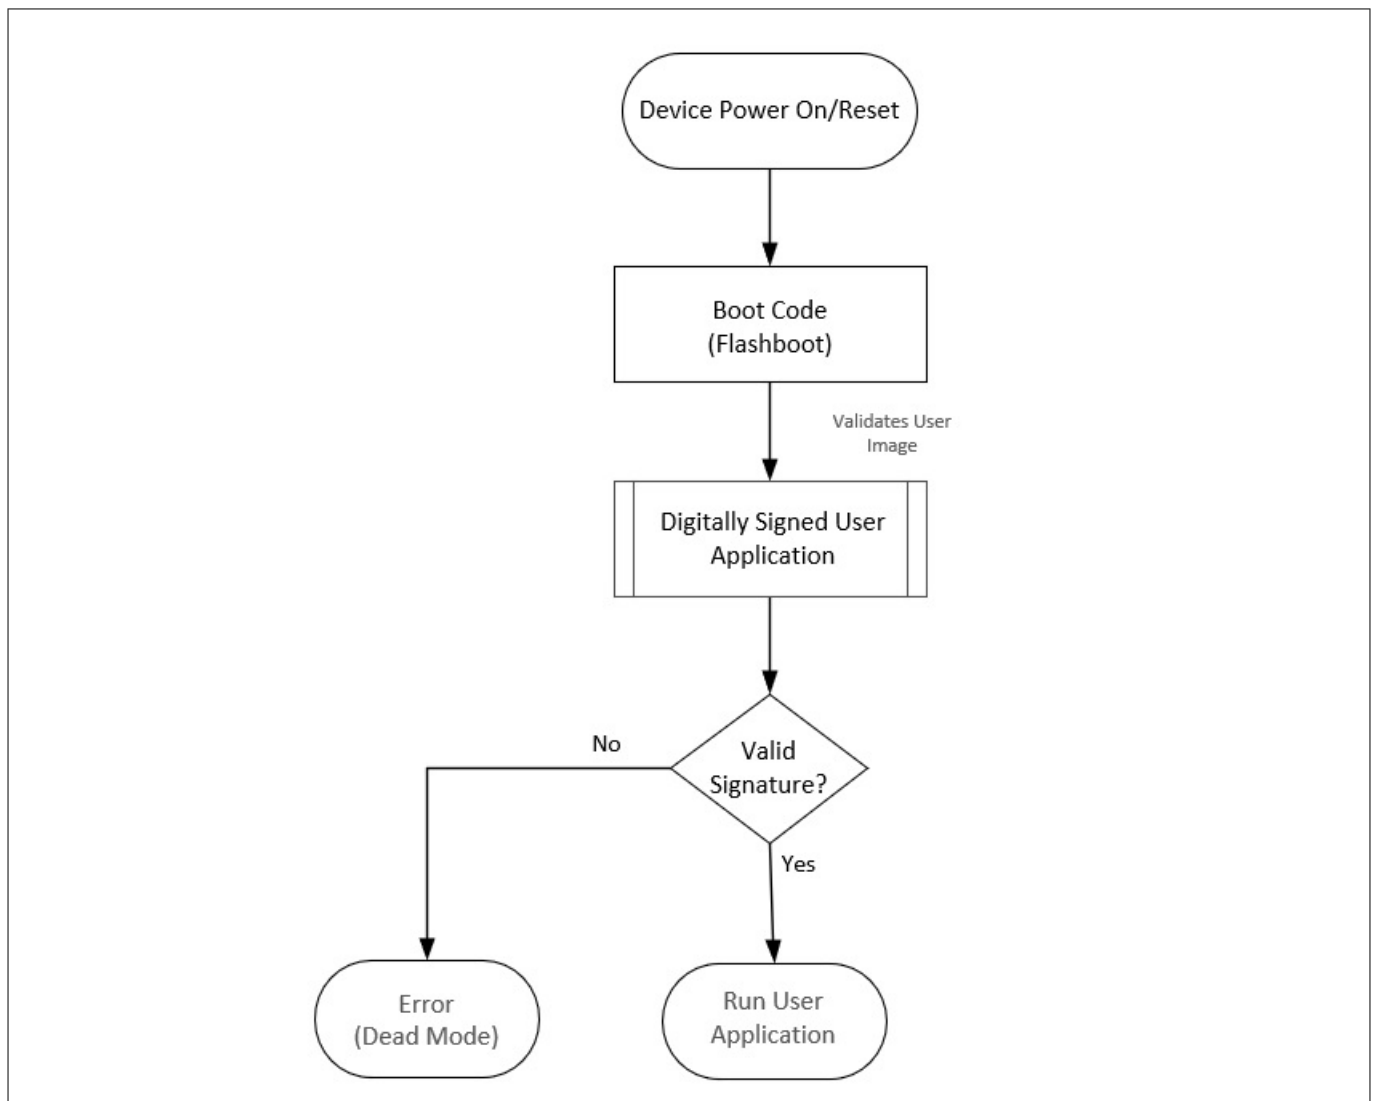 Device Power On/Reset
Boot Code
(Flashboot)
Validates User
Image
Digitally Signed User
Application
Valid
Signature?
No
Yes
Error
(Dead Mode)
Run User
Application